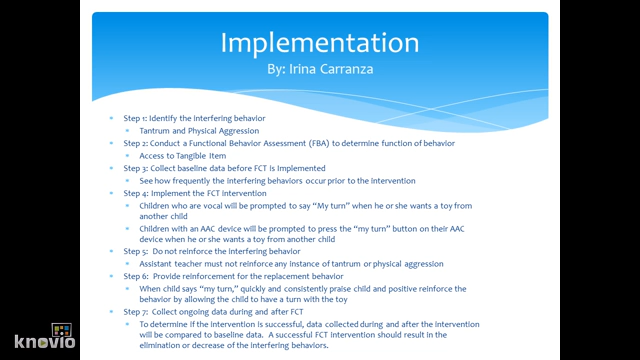 Implementation
By: Irina Carranza
Step 1: Identify the interfering behavior
Tantrum and Physical Aggression
Step 2: Conduct a Functional Behavior Assessment (FBA) to determine function of behavior
Access to Tangible Item
Step 3: Collect baseline data before FCT is implemented
See how frequently the interfering behaviors occur prior to the intervention
Step 4: Implement the FCT intervention
Children who are vocal will be prompted to say “My turn” when he or she wants a toy from
another child
Children with an AAC device will be prompted to press the “my turn” button on their AAC
device when he or she wants a toy from another child
Step 5: Do not reinforce the interfering behavior
Assistant teacher must not reinforce any instance of tantrum or physical aggression
Step 6: Provide reinforcement for the replacement behavior
When child says “my turn,” quickly and consistently praise child and positive reinforce the
behavior by allowing the child to have a turn with the toy
Step 7: Collect ongoing data during and after FCT
To determine if the intervention is successful, data collected during and after the intervention
will be compared to baseline data. A successful FCT intervention should result in the
elimination or decrease of the interfering behaviors.
knovio